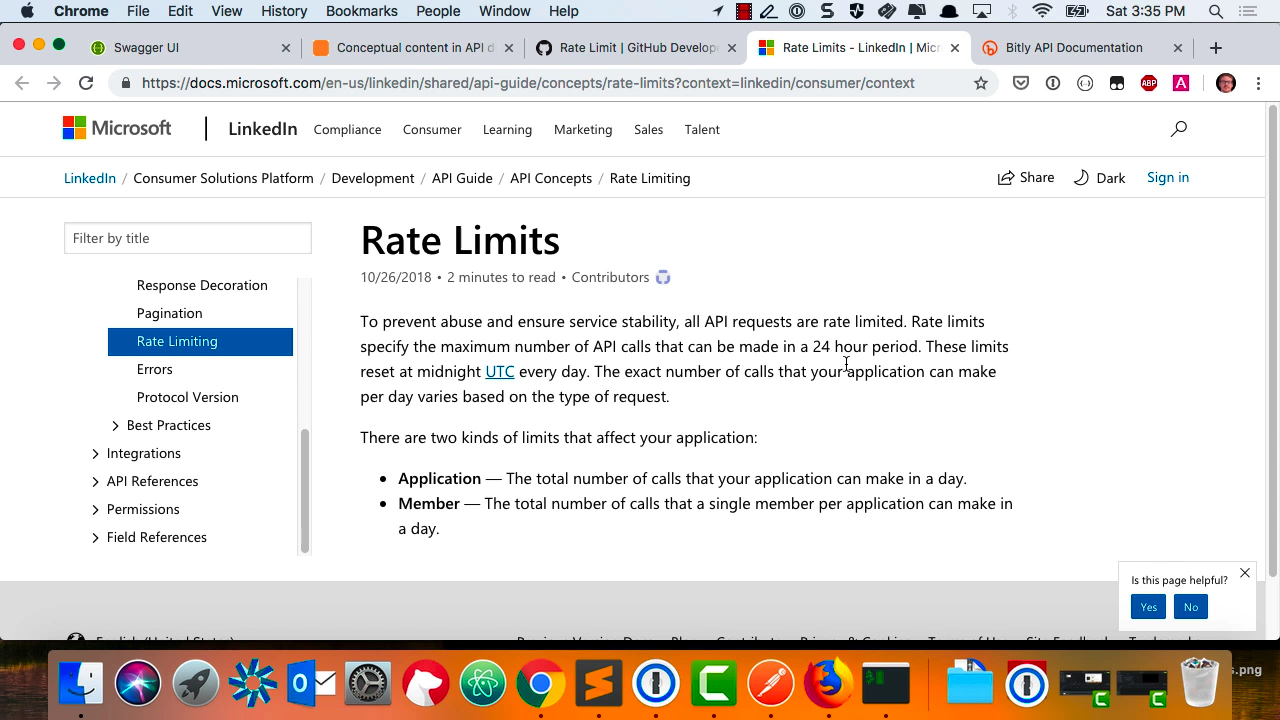 Chrome File Edit View History Bookmarks People Window Help Sat 3:35 PM
Swagger UI Conceptual content in API d Rate Limit | GitHub Develop Rate Limits - LinkedIn | Micr Bitly API Documentation
https://docs.microsoft.com/en-us/linkedin/shared/api-guide/concepts/rate-limits?context=linkedin/consumer/context
ABP A
Microsoft LinkedIn Compliance Consumer Learning Marketing Sales Talent
LinkedIn / Consumer Solutions Platform / Development / API Guide / API Concepts / Rate Limiting
Share Dark Sign in
Filter by title
Response Decoration
Pagination
Rate Limiting
Errors
Protocol Version
Best Practices
Integrations
API References
Permissions
Field References
Rate Limits
10/26/2018 • 2 minutes to read • Contributors
To prevent abuse and ensure service stability, all API requests are rate limited. Rate limits
specify the maximum number of API calls that can be made in a 24 hour period. These limits
reset at midnight UTC every day. The exact number of calls that your application can make
per day varies based on the type of request.
There are two kinds of limits that affect your application:
• Application — The total number of calls that your application can make in a day.
• Member — The total number of calls that a single member per application can make in
a day.
Is this page helpful?
Yes No
English (United States)
s.png